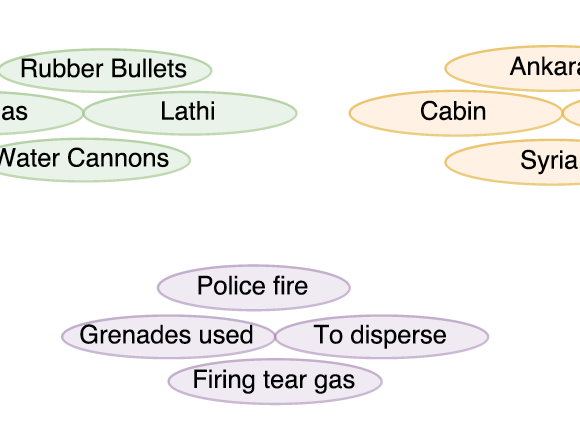 Rubber Bullets
as
Lathi
Water Cannons
Ankara
Cabin
Syria
Police fire
Grenades used
To disperse
Firing tear gas